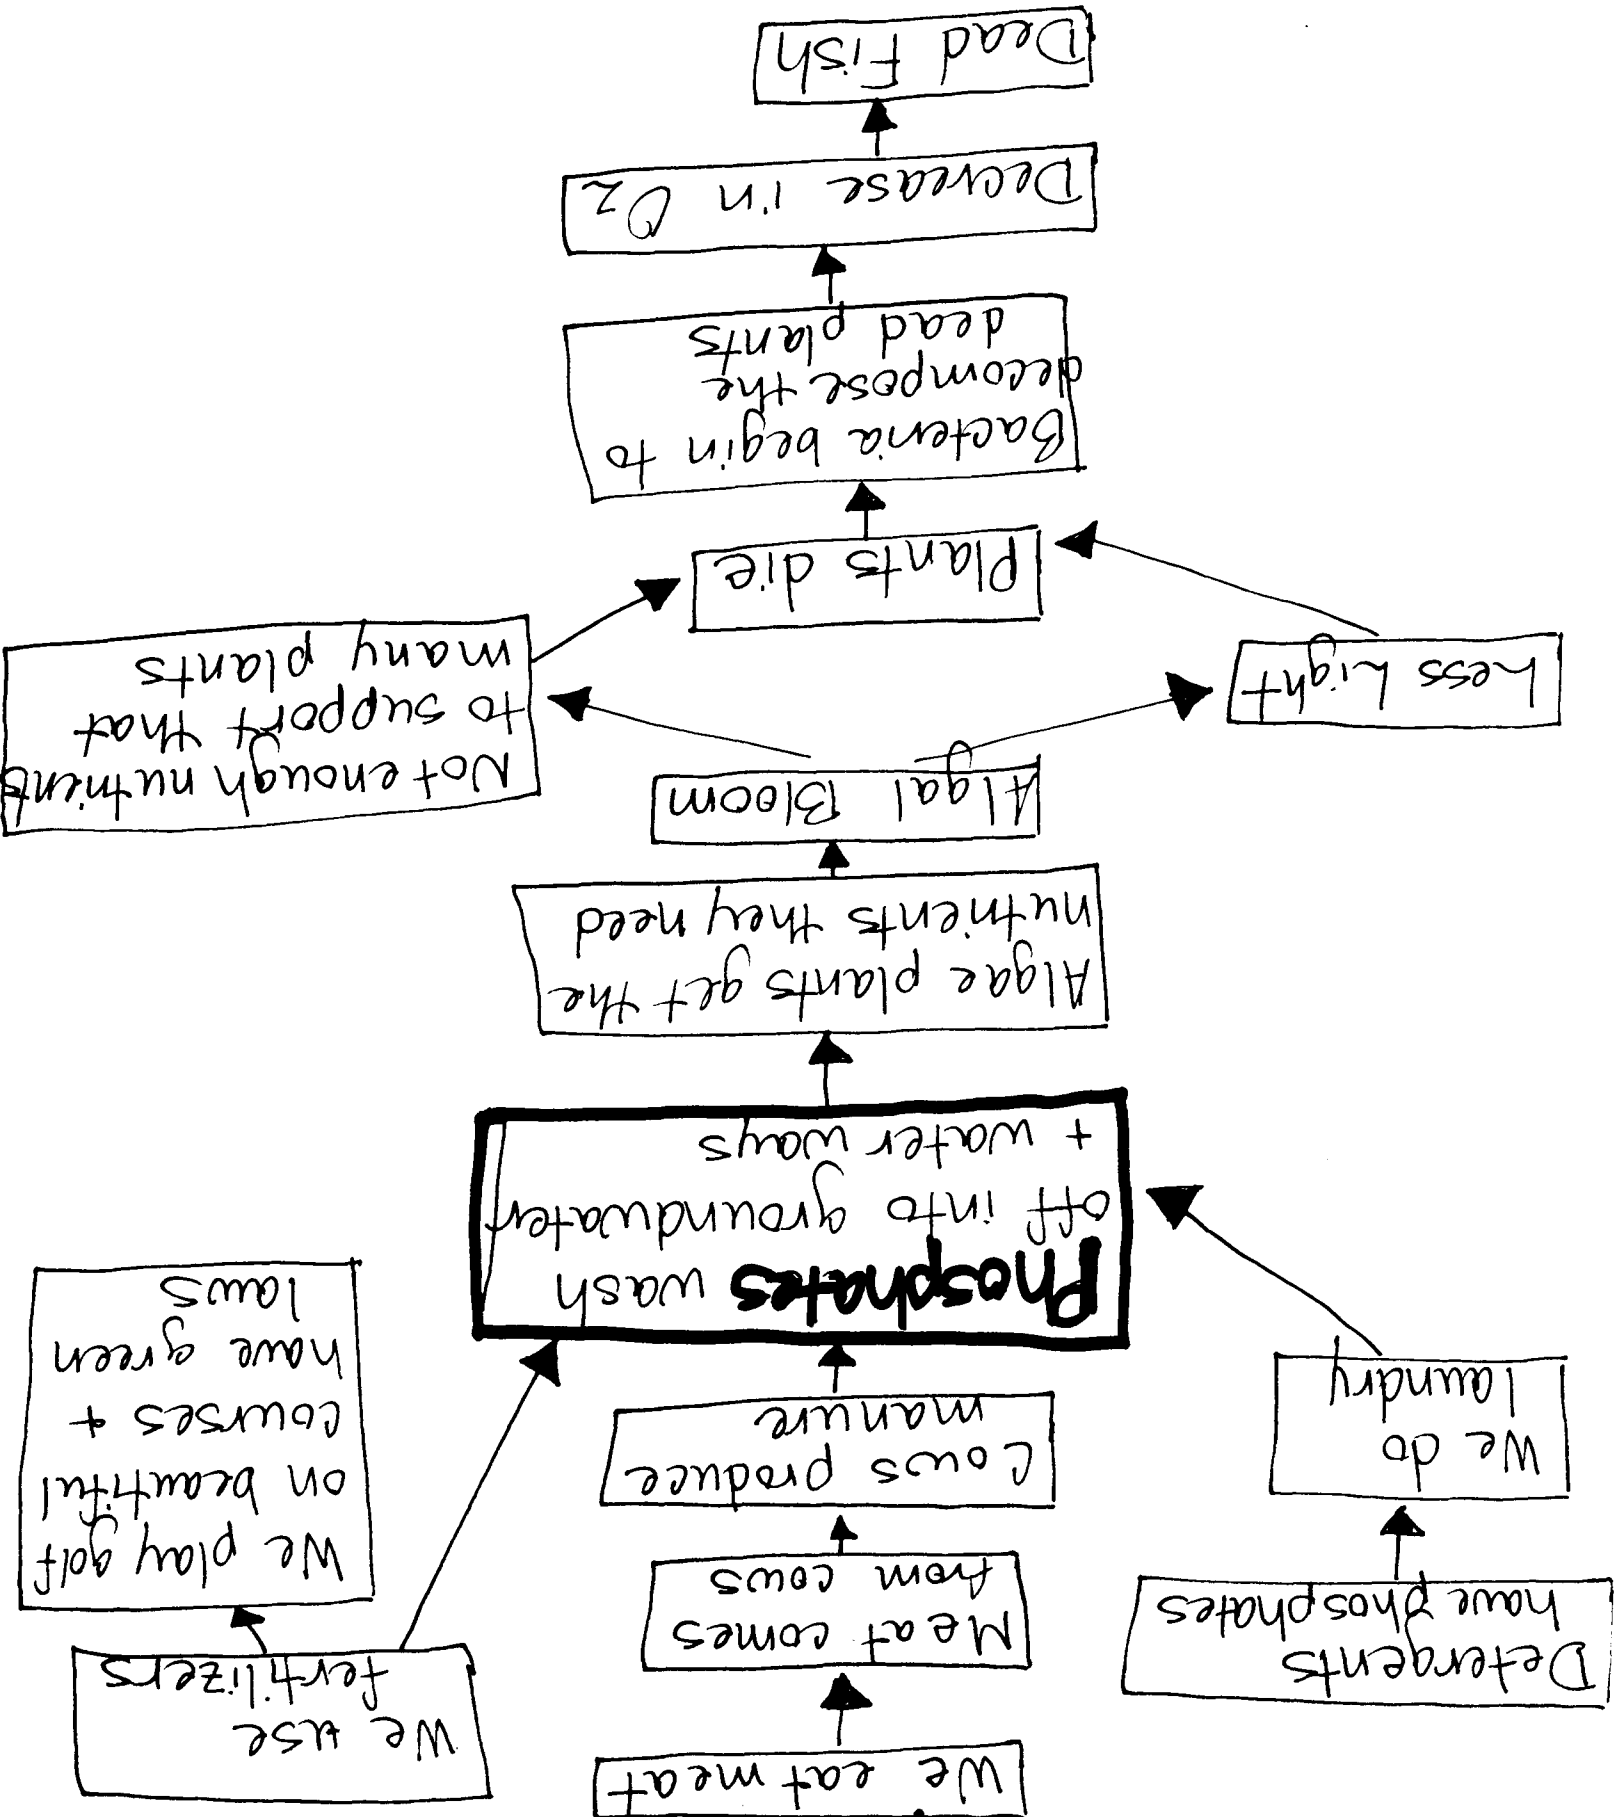 We eat meat
Detergents
have phosphates
Meat comes
from cows
We use
fertilizers
We do
laundry
Cows produce
manure
We play golf
on beautiful
courses +
have green
laws
Phosphates wash
off into groundwater
+ water ways
Algae plants get the
nutrients they need
Algal Bloom
Less Light
Not enough nutrients
to support that
many plants
Plants die
Bacteria begin to
decompose the
dead plants
Decrease in O2
Dead Fish